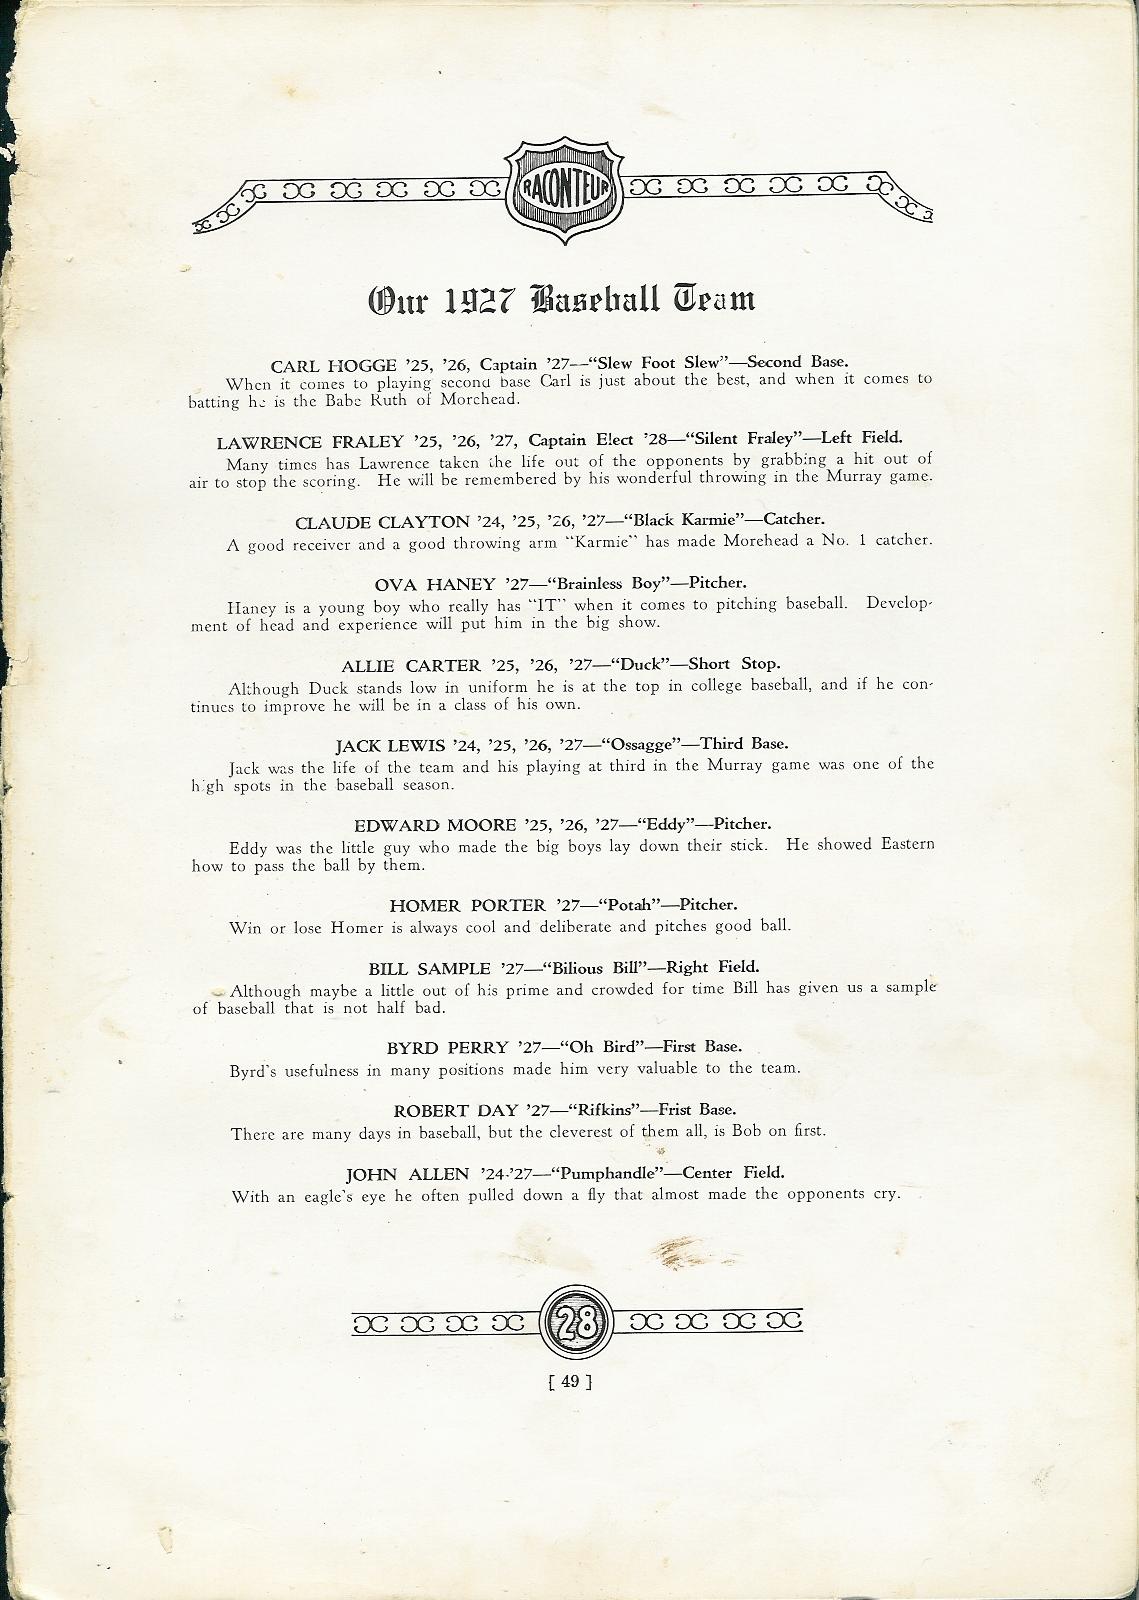 RACONTEUR
Our 1927 Baseball Team
CARL HOGGE '25, '26, Captain '27—"Slew Foot Slew"—Second Base.
When it comes to playing second base Carl is just about the best, and when it comes to
batting he is the Babe Ruth of Morehead.
LAWRENCE FRALEY '25, '26, '27, Captain Elect '28—"Silent Fraley"—Left Field.
Many times has Lawrence taken the life out of the opponents by grabbing a hit out of
air to stop the scoring. He will be remembered by his wonderful throwing in the Murray game.
CLAUDE CLAYTON '24, '25, '26, '27—"Black Karmie"—Catcher.
A good receiver and a good throwing arm "Karmie" has made Morehead a No. 1 catcher.
OVA HANEY '27—"Brainless Boy"—Pitcher.
Haney is a young boy who really has "IT" when it comes to pitching baseball. Develop-
ment of head and experience will put him in the big show.
ALLIE CARTER '25, '26, '27—"Duck"—Short Stop.
Although Duck stands low in uniform he is at the top in college baseball, and if he con-
tinues to improve he will be in a class of his own.
JACK LEWIS '24, '25, '26, '27—"Ossagge"—Third Base.
Jack was the life of the team and his playing at third in the Murray game was one of the
high spots in the baseball season.
EDWARD MOORE '25, '26, '27—"Eddy"—Pitcher.
Eddy was the little guy who made the big boys lay down their stick. He showed Eastern
how to pass the ball by them.
HOMER PORTER '27—"Potah"—Pitcher.
Win or lose Homer is always cool and deliberate and pitches good ball.
BILL SAMPLE '27—"Bilious Bill"—Right Field.
Although maybe a little out of his prime and crowded for time Bill has given us a sample
of baseball that is not half bad.
BYRD PERRY '27—"Oh Bird"—First Base.
Byrd's usefulness in many positions made him very valuable to the team.
ROBERT DAY '27—"Rifkins"—Frist Base.
There are many days in baseball, but the cleverest of them all, is Bob on first.
JOHN ALLEN '24-'27—"Pumphandle"—Center Field.
With an eagle's eye he often pulled down a fly that almost made the opponents cry.
28
[ 49 ]